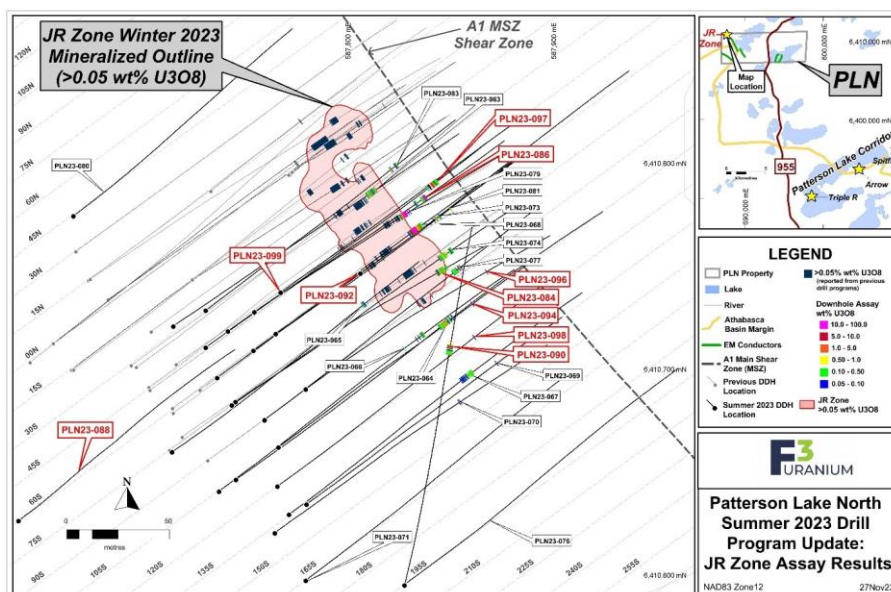 JR Zone Winter 2023
Mineralized Outline
(>0.05 wt% U3O8)
A1 MSZ
Shear Zone
587,800 mE
587,900 mE
120N
105N
90N
75N
60N
45N
30N
15N
00N
15S
30S
45S
60S
75S
90S
105S
120S
135S
150S
165S
180S
195S
210S
225S
240S
255S
PLN23-080
PLN23-083
PLN23-063
PLN23-097
PLN23-086
PLN23-079
PLN23-081
PLN23-073
PLN23-068
PLN23-074
PLN23-077
PLN23-096
PLN23-084
PLN23-094
PLN23-098
PLN23-090
PLN23-099
PLN23-092
PLN23-065
PLN23-066
PLN23-064
PLN23-069
PLN23-067
PLN23-070
PLN23-088
PLN23-071
PLN23-076
6,410,800 mN
6,410,700 mN
6,410,600 mN
N
0
50
metres
JR
Zone
Map
Location
PLN
600,000 mE
6,410,000 mN
6,400,000 mN
690,000 mE
955
Patterson Lake Corridor
Arrow
Triple R
LEGEND
PLN Property
Lake
River
Athabasca
Basin Margin
EM Conductors
A1 Main Shear
Zone (MSZ)
Previous DDH
Location
Summer 2023 DDH
Location
>0.05% wt% U3O8
(reported from previous
drill programs)
Downhole Assay
wt% U3O8
10.0 - 100.0
5.0 - 10.0
1.0 - 5.0
0.50 - 1.0
0.10 - 0.50
0.05 - 0.10
JR Zone
>0.05 wt% U3O8
F3
URANIUM
Patterson Lake North
Summer 2023 Drill
Program Update:
JR Zone Assay Results
NAD83 Zone12